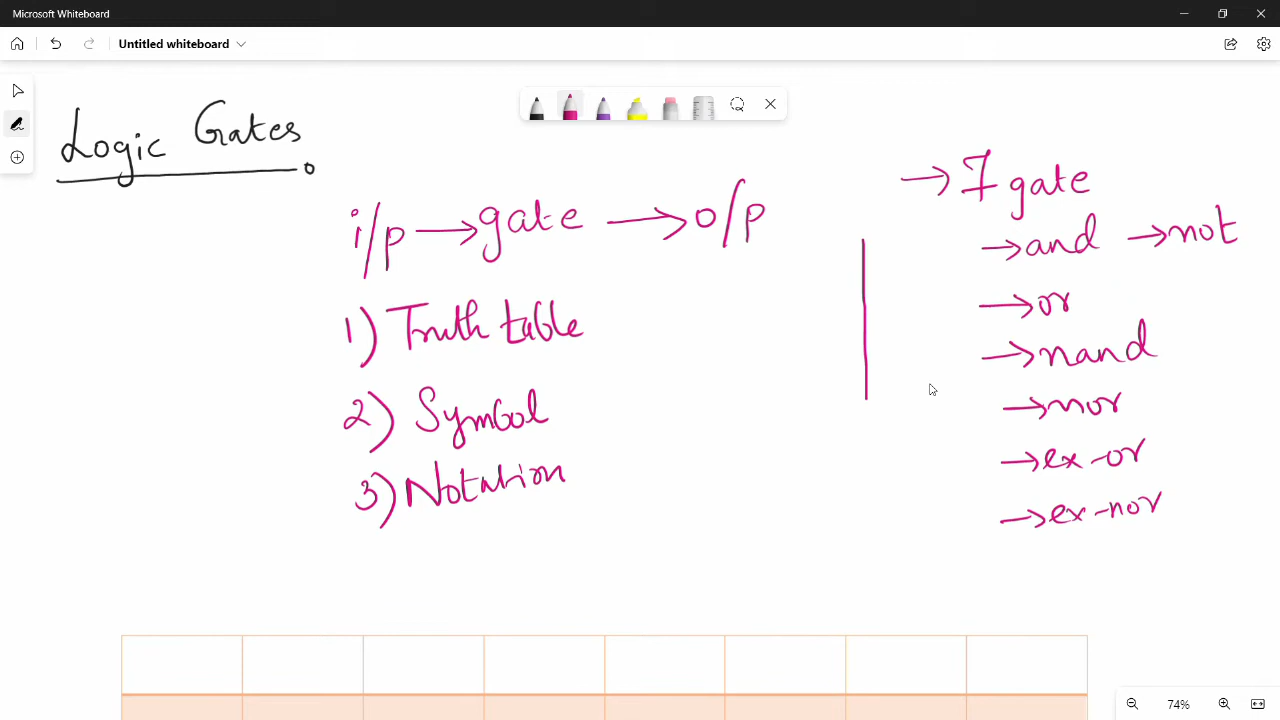 Microsoft Whiteboard
Untitled whiteboard
Logic Gates
i/p → gate → o/p
1) Truth table
2) Symbol
3) Notation
→ 7 gate
→ and → not
→ or
→ nand
→ nor
→ ex-or
→ ex-nor
74%